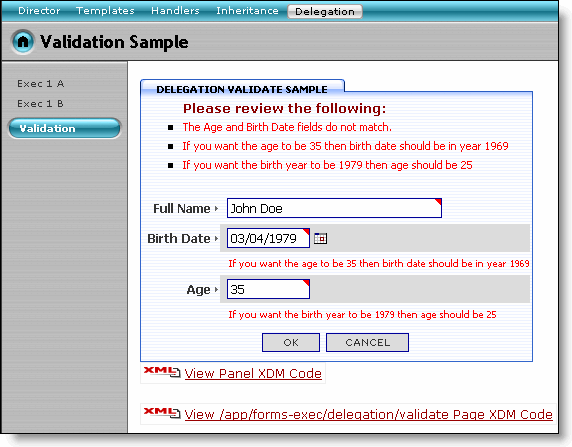 Director Templates Handlers Inheritance Delegation
Validation Sample
Exec 1 A
Exec 1 B
Validation
DELEGATION VALIDATE SAMPLE
Please review the following:
The Age and Birth Date fields do not match.
If you want the age to be 35 then birth date should be in year 1969
If you want the birth year to be 1979 then age should be 25
Full Name John Doe
Birth Date 03/04/1979
If you want the age to be 35 then birth date should be in year 1969
Age 35
If you want the birth year to be 1979 then age should be 25
OK CANCEL
XML View Panel XDM Code
XML View /app/forms-exec/delegation/validate Page XDM Code